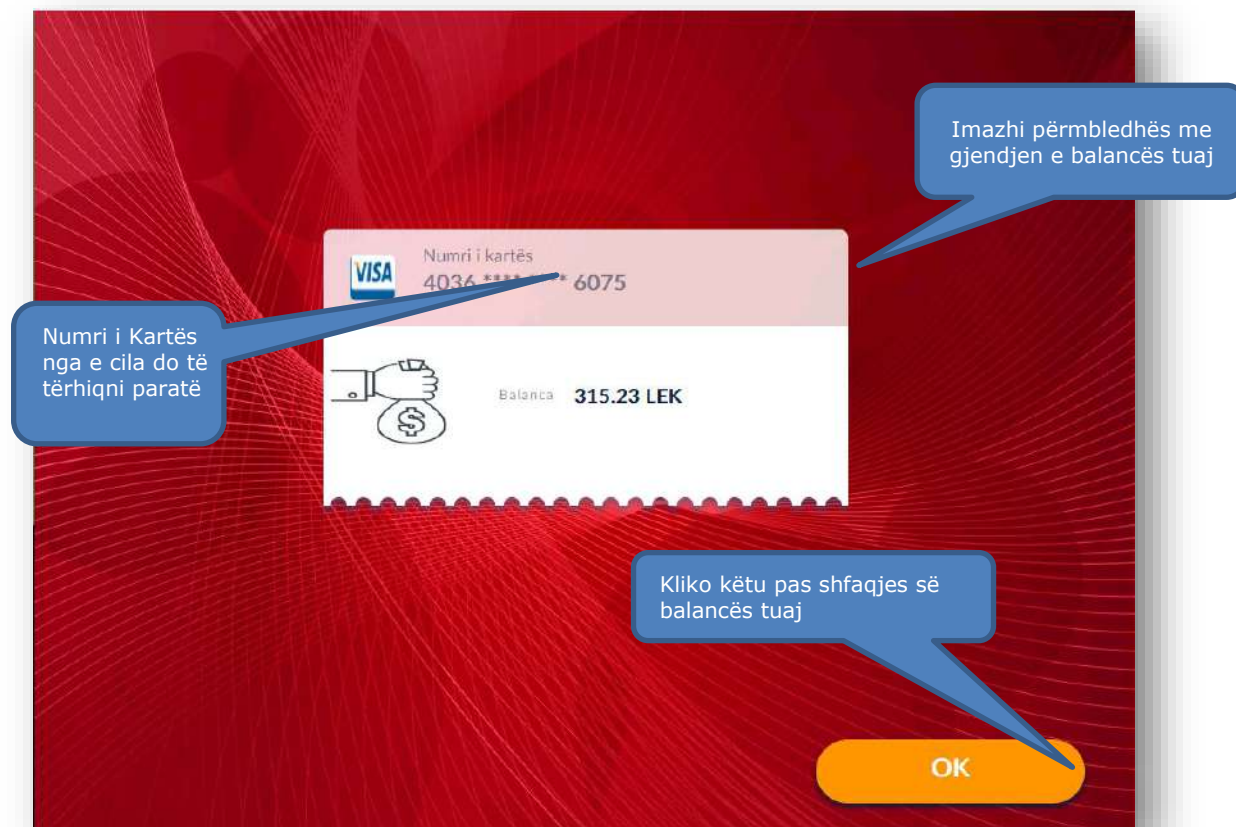 Imazhi përmbledhës me
gjendjen e balancës tuaj
VISA
Numri i kartës
4036 **** **** 6075
Numri i Kartës
nga e cila do të
tërhiqni paratë
Balanca 315.23 LEK
$
Kliko këtu pas shfaqjes së
balancës tuaj
OK